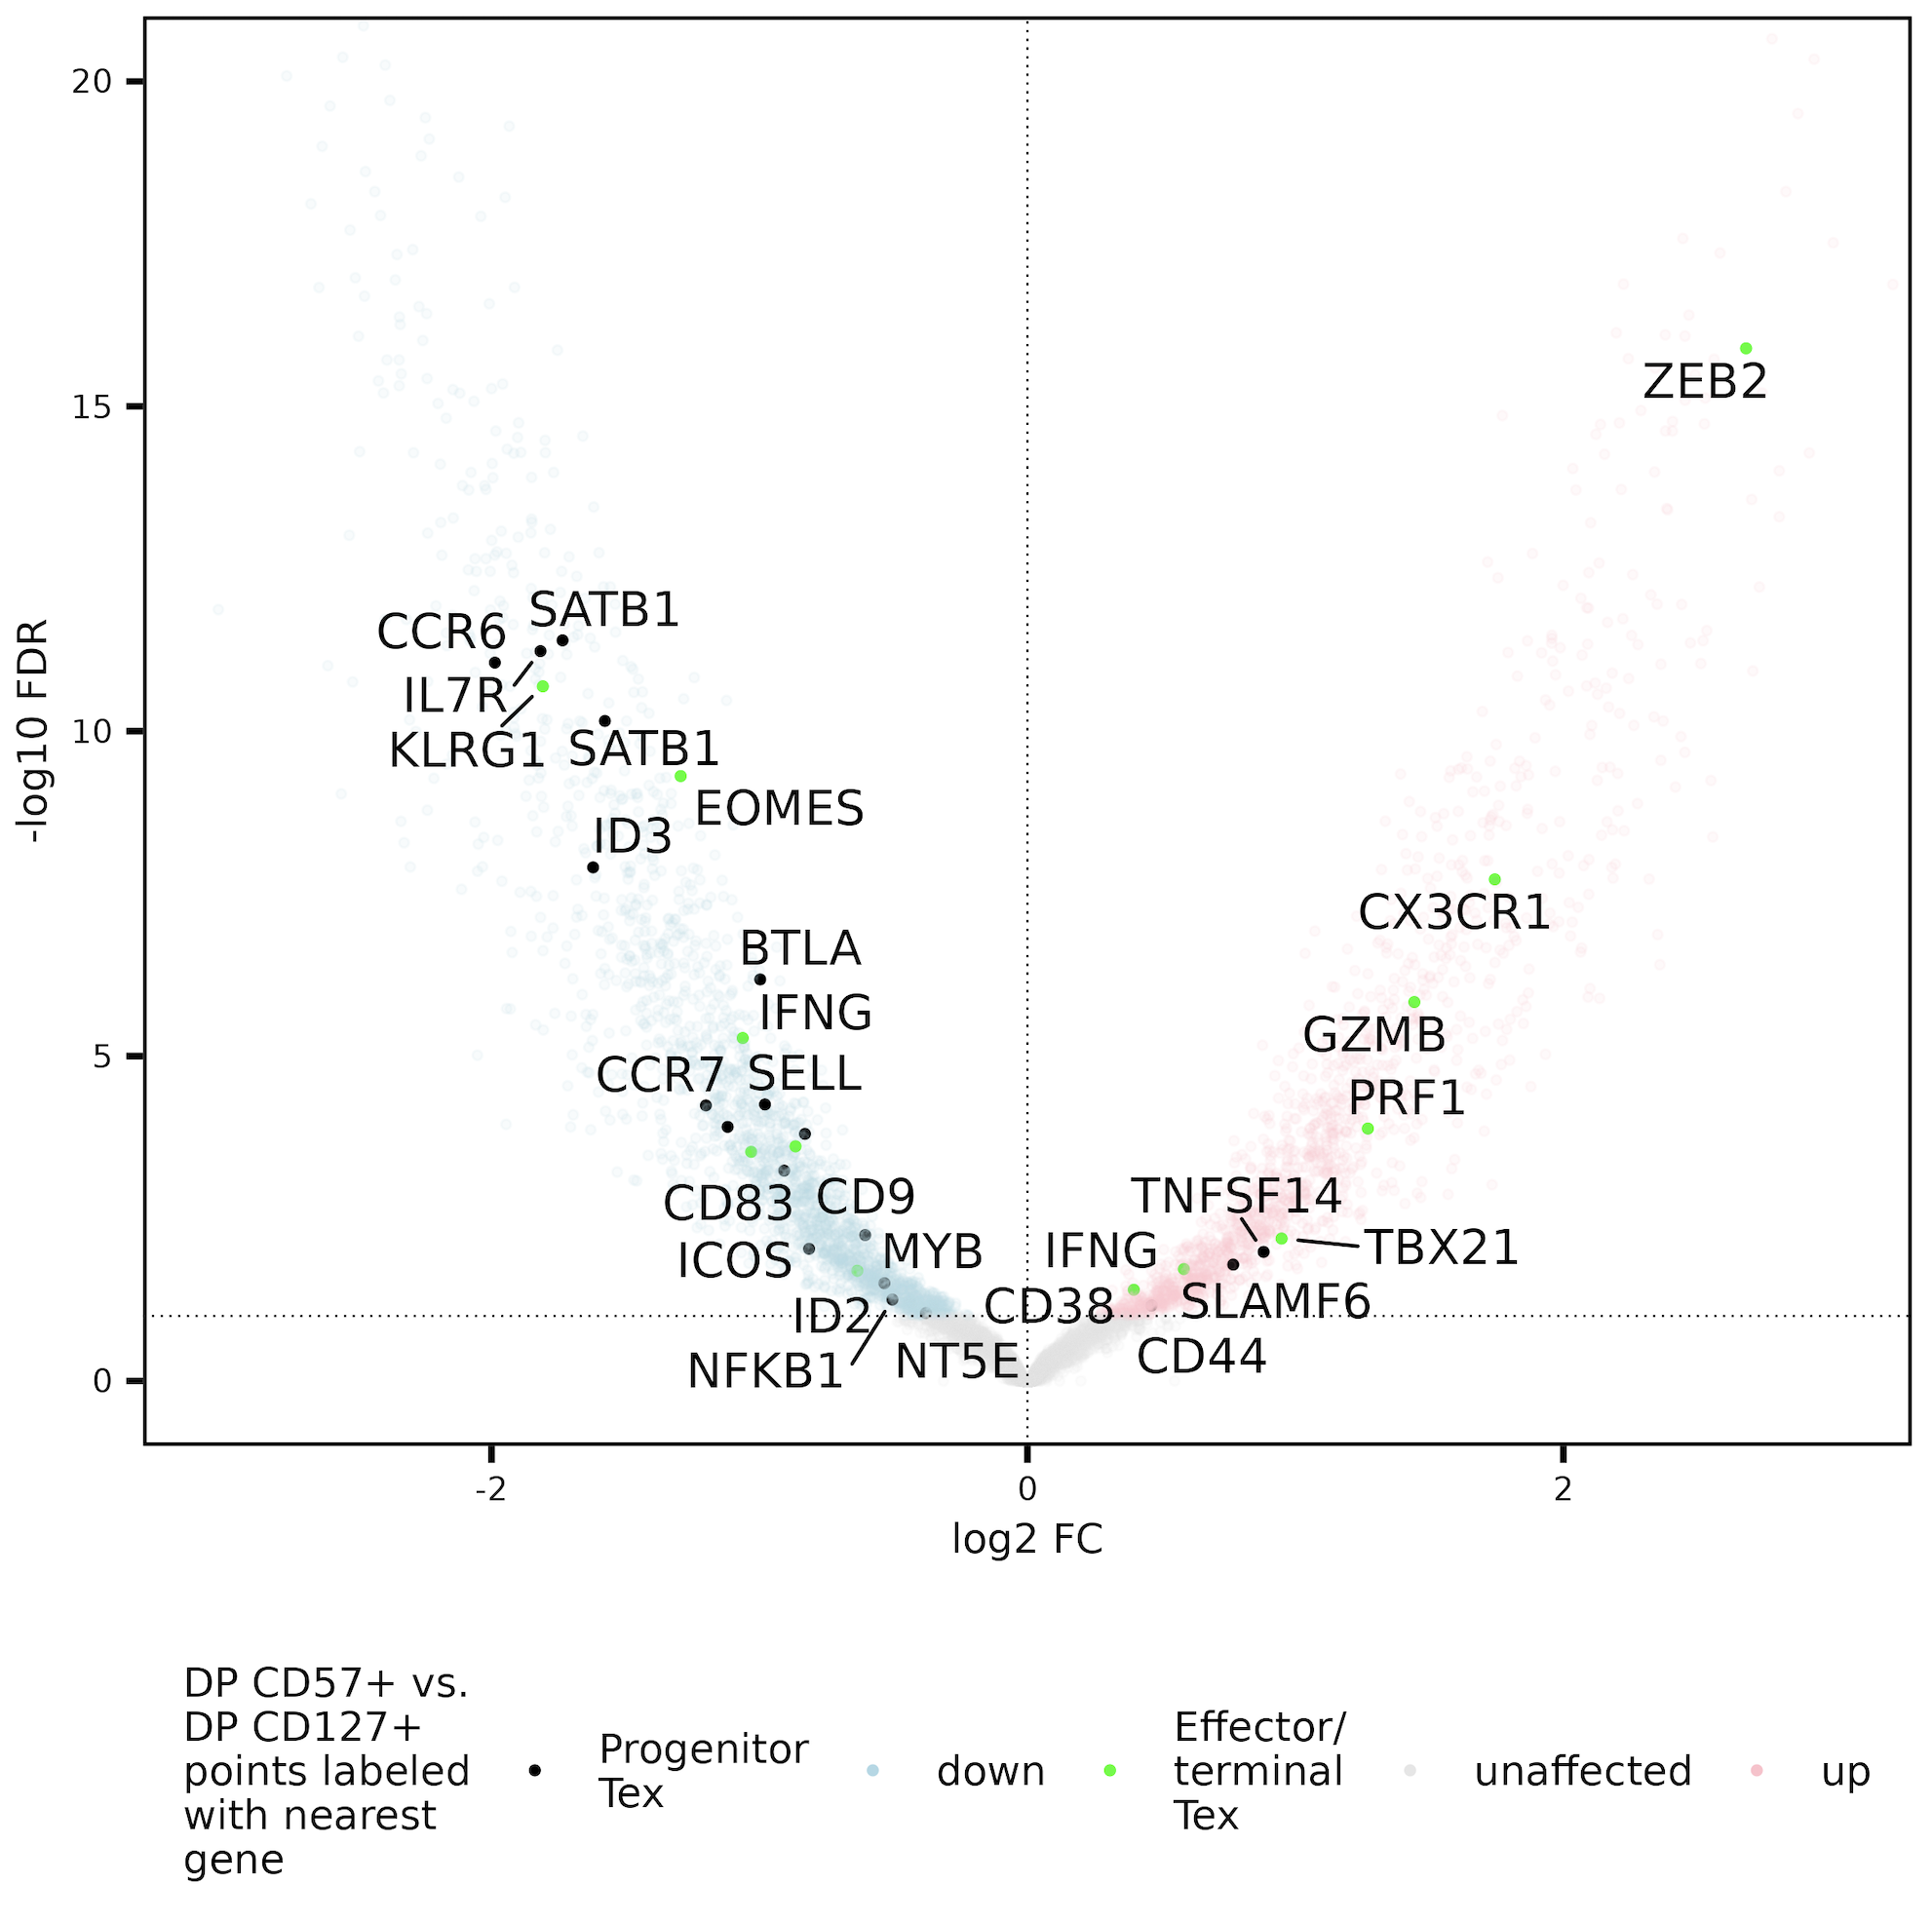 20
15
10
5
0
-log10 FDR
ZEB2
SATB1
CCR6
IL7R
KLRG1
SATB1
EOMES
ID3
CX3CR1
BTLA
IFNG
GZMB
CCR7
SELL
PRF1
CD83
CD9
TNFSF14
ICOS
MYB
IFNG
TBX21
ID2
CD38
SLAMF6
NFKB1
NT5E
CD44
-2
0
2
log2 FC
DP CD57+ vs.
DP CD127+
points labeled
with nearest
gene
Progenitor
Tex
down
Effector/
terminal
Tex
unaffected
up